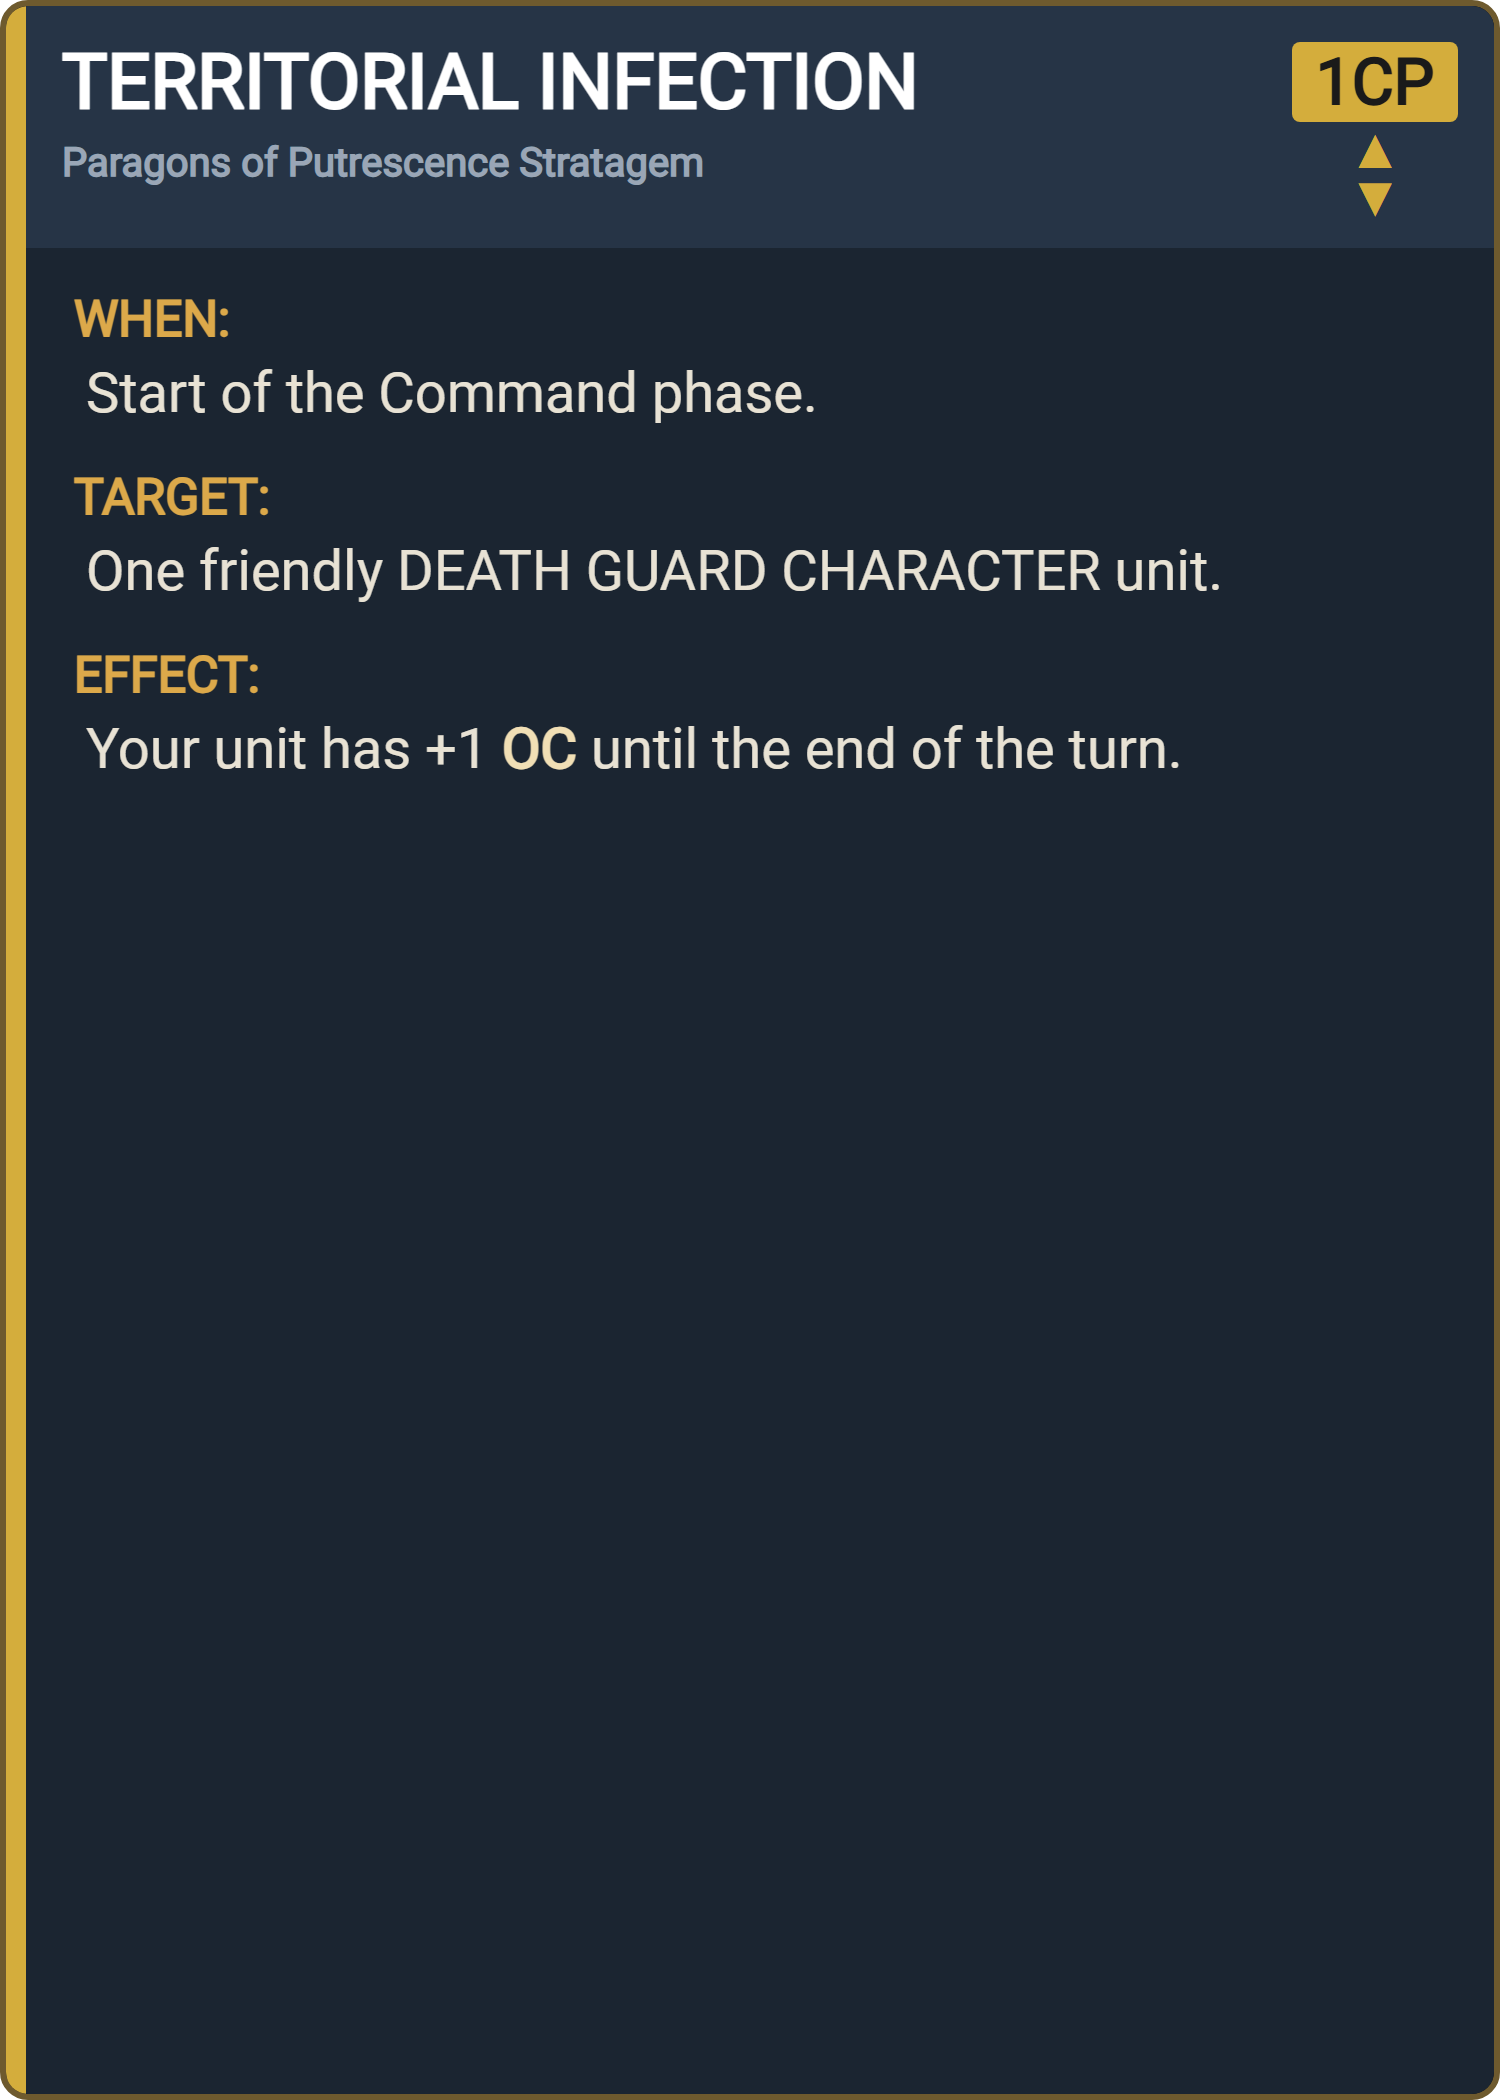 TERRITORIAL INFECTION
1CP
Paragons of Putrescence Stratagem
WHEN:
Start of the Command phase.
TARGET:
One friendly DEATH GUARD CHARACTER unit.
EFFECT:
Your unit has +1 OC until the end of the turn.